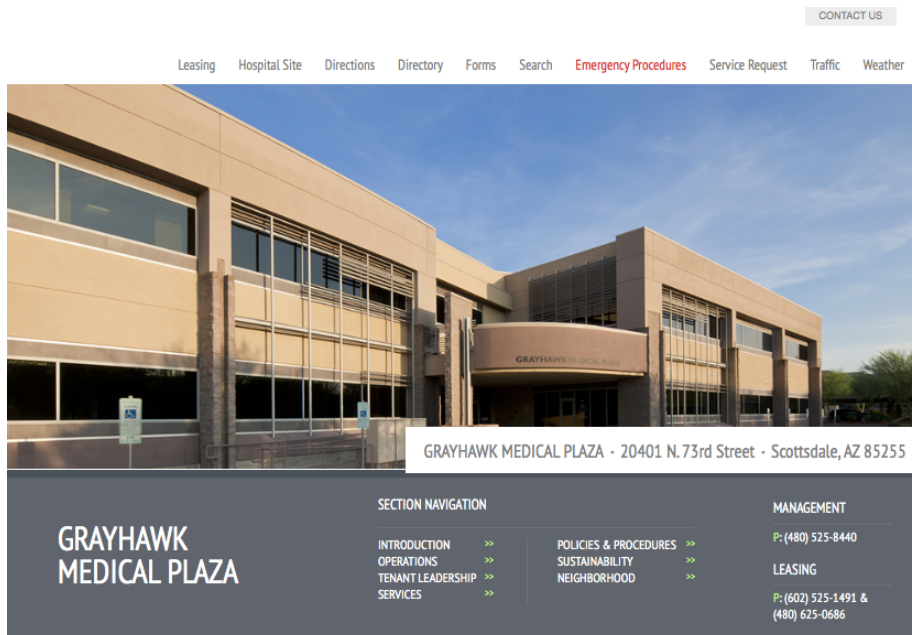 CONTACT US
Leasing Hospital Site Directions Directory Forms Search Emergency Procedures Service Request Traffic Weather
GRAYHAWK MEDICAL PLAZA
GRAYHAWK MEDICAL PLAZA · 20401 N. 73rd Street · Scottsdale, AZ 85255
GRAYHAWK
MEDICAL PLAZA
SECTION NAVIGATION
INTRODUCTION >>
OPERATIONS >>
TENANT LEADERSHIP >>
SERVICES >>
POLICIES & PROCEDURES >>
SUSTAINABILITY >>
NEIGHBORHOOD >>
MANAGEMENT
P: (480) 525-8440
LEASING
P: (602) 525-1491 &
(480) 625-0686